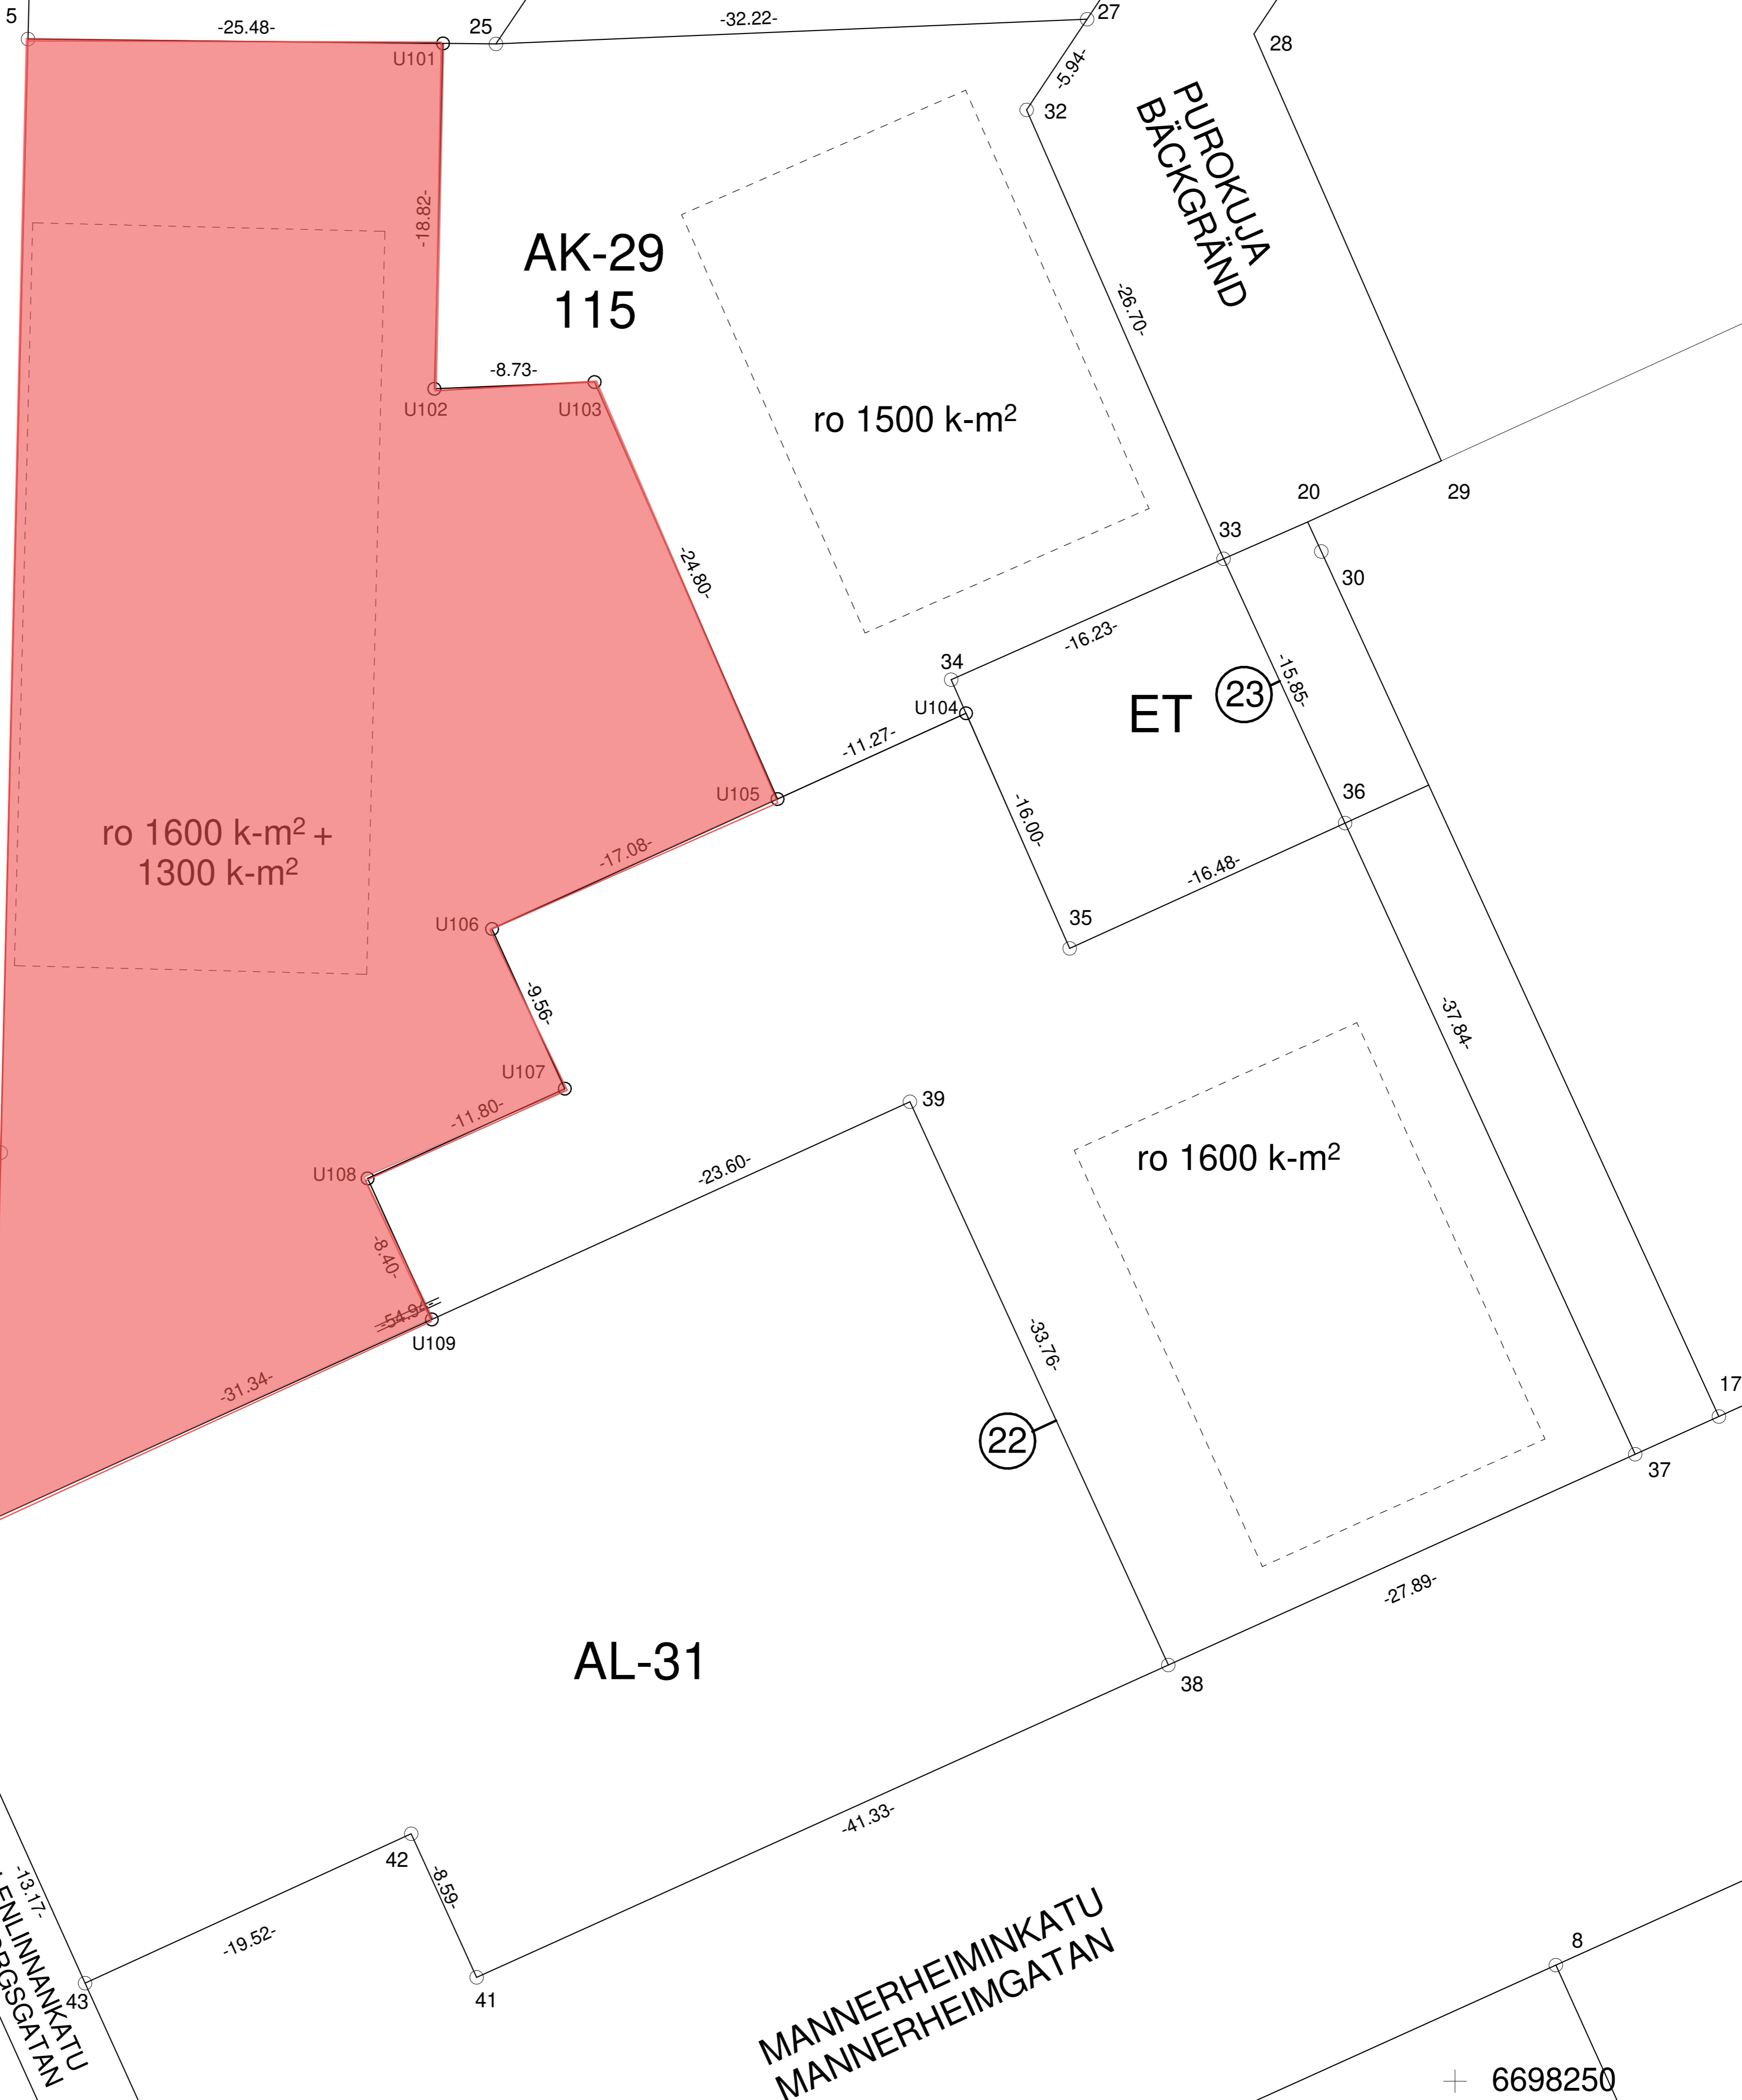 5
-25.48-
25
-32.22-
27
28
U101
-5.94-
32
PUROKUJA
BÄCKGRÄND
-18.82-
AK-29
115
-26.70-
-8.73-
U102
U103
ro 1500 k-m²
20
29
33
-24.80-
30
-16.23-
34
-15.85-
23
ET
U104
-11.27-
U105
36
-16.00-
ro 1600 k-m² +
1300 k-m²
-17.08-
-16.48-
35
U106
-9.56-
-37.84-
U107
39
-11.80-
U108
-23.60-
ro 1600 k-m²
-8.40-
-54.94-
U109
-33.76-
-31.34-
17
22
37
-27.89-
AL-31
38
-41.33-
42
-8.59-
-13.17-
-19.52-
43
41
ENLINNANKATU
RGSGATAN
MANNERHEIMINKATU
MANNERHEIMGATAN
8
6698250